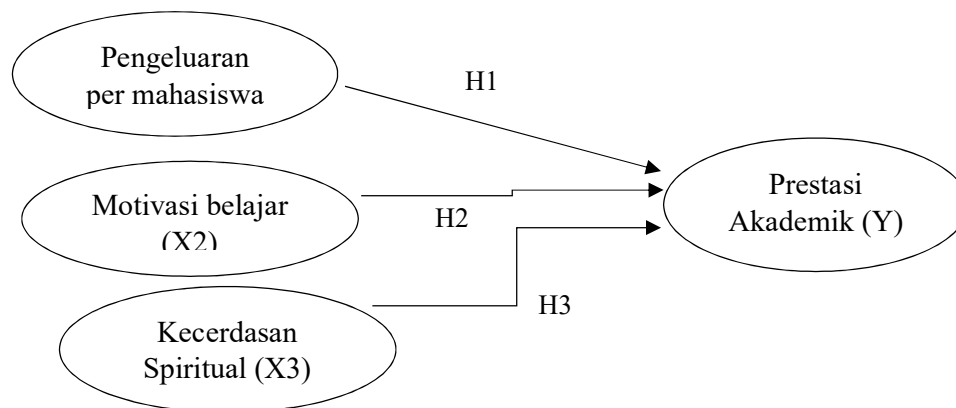 Pengeluaran
per mahasiswa
H1
Motivasi belajar
(X2)
H2
Prestasi
Akademik (Y)
Kecerdasan
Spiritual (X3)
H3